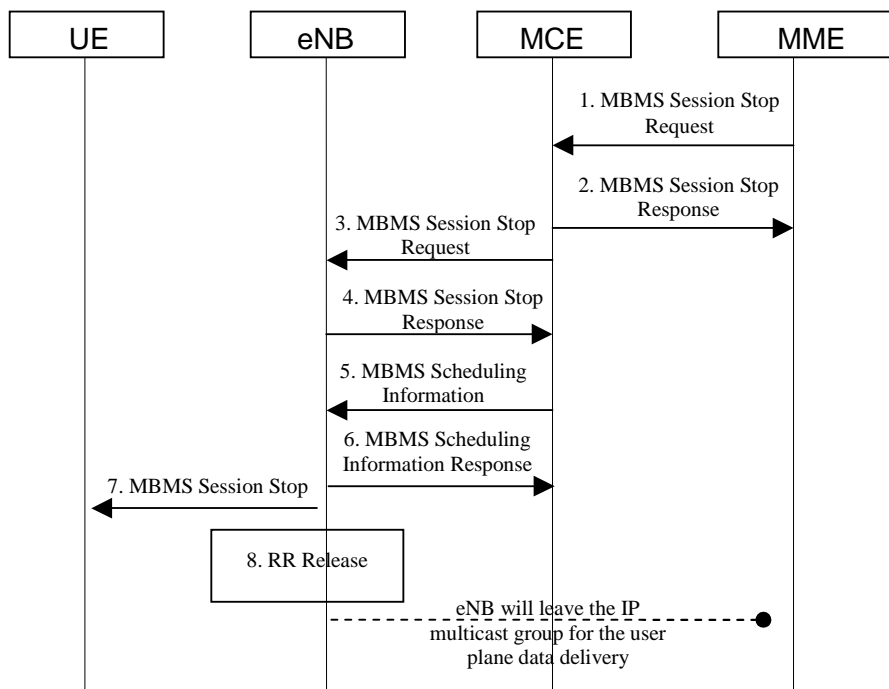 UE
eNB
MCE
MME
1. MBMS Session Stop
Request
2. MBMS Session Stop
Response
3. MBMS Session Stop
Request
4. MBMS Session Stop
Response
5. MBMS Scheduling
Information
6. MBMS Scheduling
Information Response
7. MBMS Session Stop
8. RR Release
eNB will leave the IP
multicast group for the user
plane data delivery